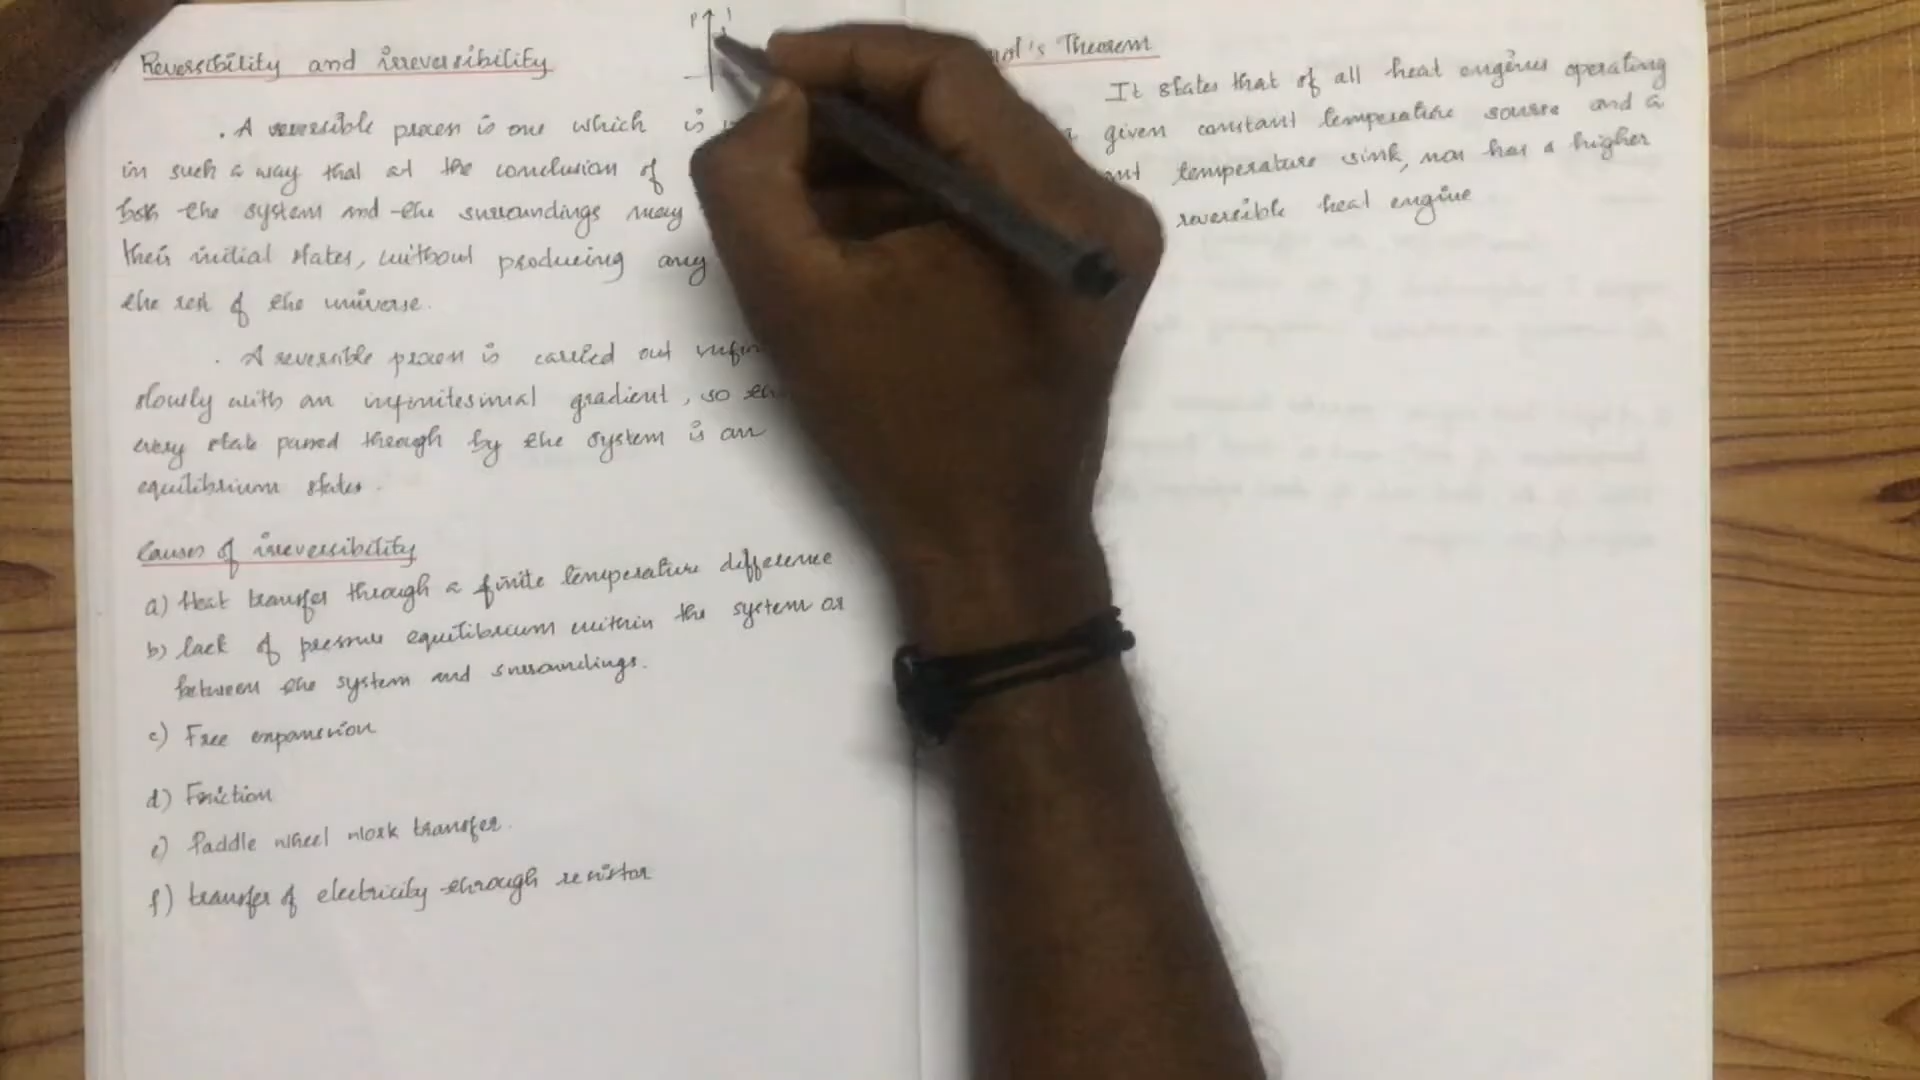 Reversibility and irreversibility
P 1
. A reversible process is one which is
in such a way that at the conclusion of
both the system and the surroundings may
their initial states, without producing any
the rest of the universe.
. A reversible process is carried out
slowly with an infinitesimal gradient, so
every state passed through by the system is an
equilibrium states.
Causes of irreversibility
a) Heat transfer through a finite temperature difference
b) lack of pressure equilibrium within the system or
between the system and surroundings.
c) Free expansion
d) Friction
e) Paddle wheel work transfer.
f) transfer of electricity through resistor
Theorem
It states that of all heat engines operating
given constant temperature source and a
temperature sink, non has a higher
reversible heat engine